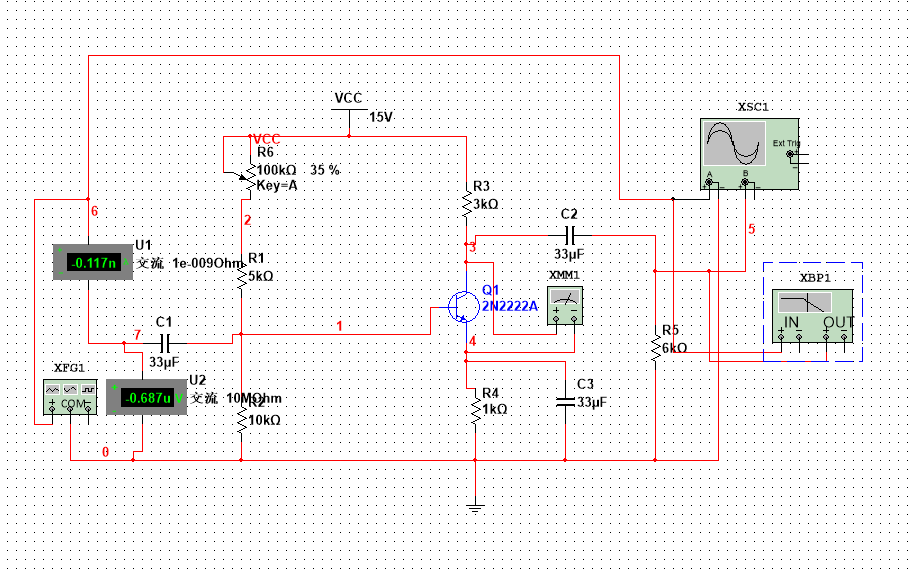 XSC1
VCC
15V
Ext Trig
VCC
R6
100kΩ 35 %
Key=A
A
B
R3
3kΩ
6
2
C2
5
U1
3
-0.117n
交流 1e-009Ohm
R1
5kΩ
33µF
XMM1
XBP1
Q1
2N2222A
IN
OUT
C1
7
1
R5
6kΩ
4
33µF
XFG1
U2
C3
33µF
-0.687u V
交流 10MOhm
COM
R2
10kΩ
R4
1kΩ
0